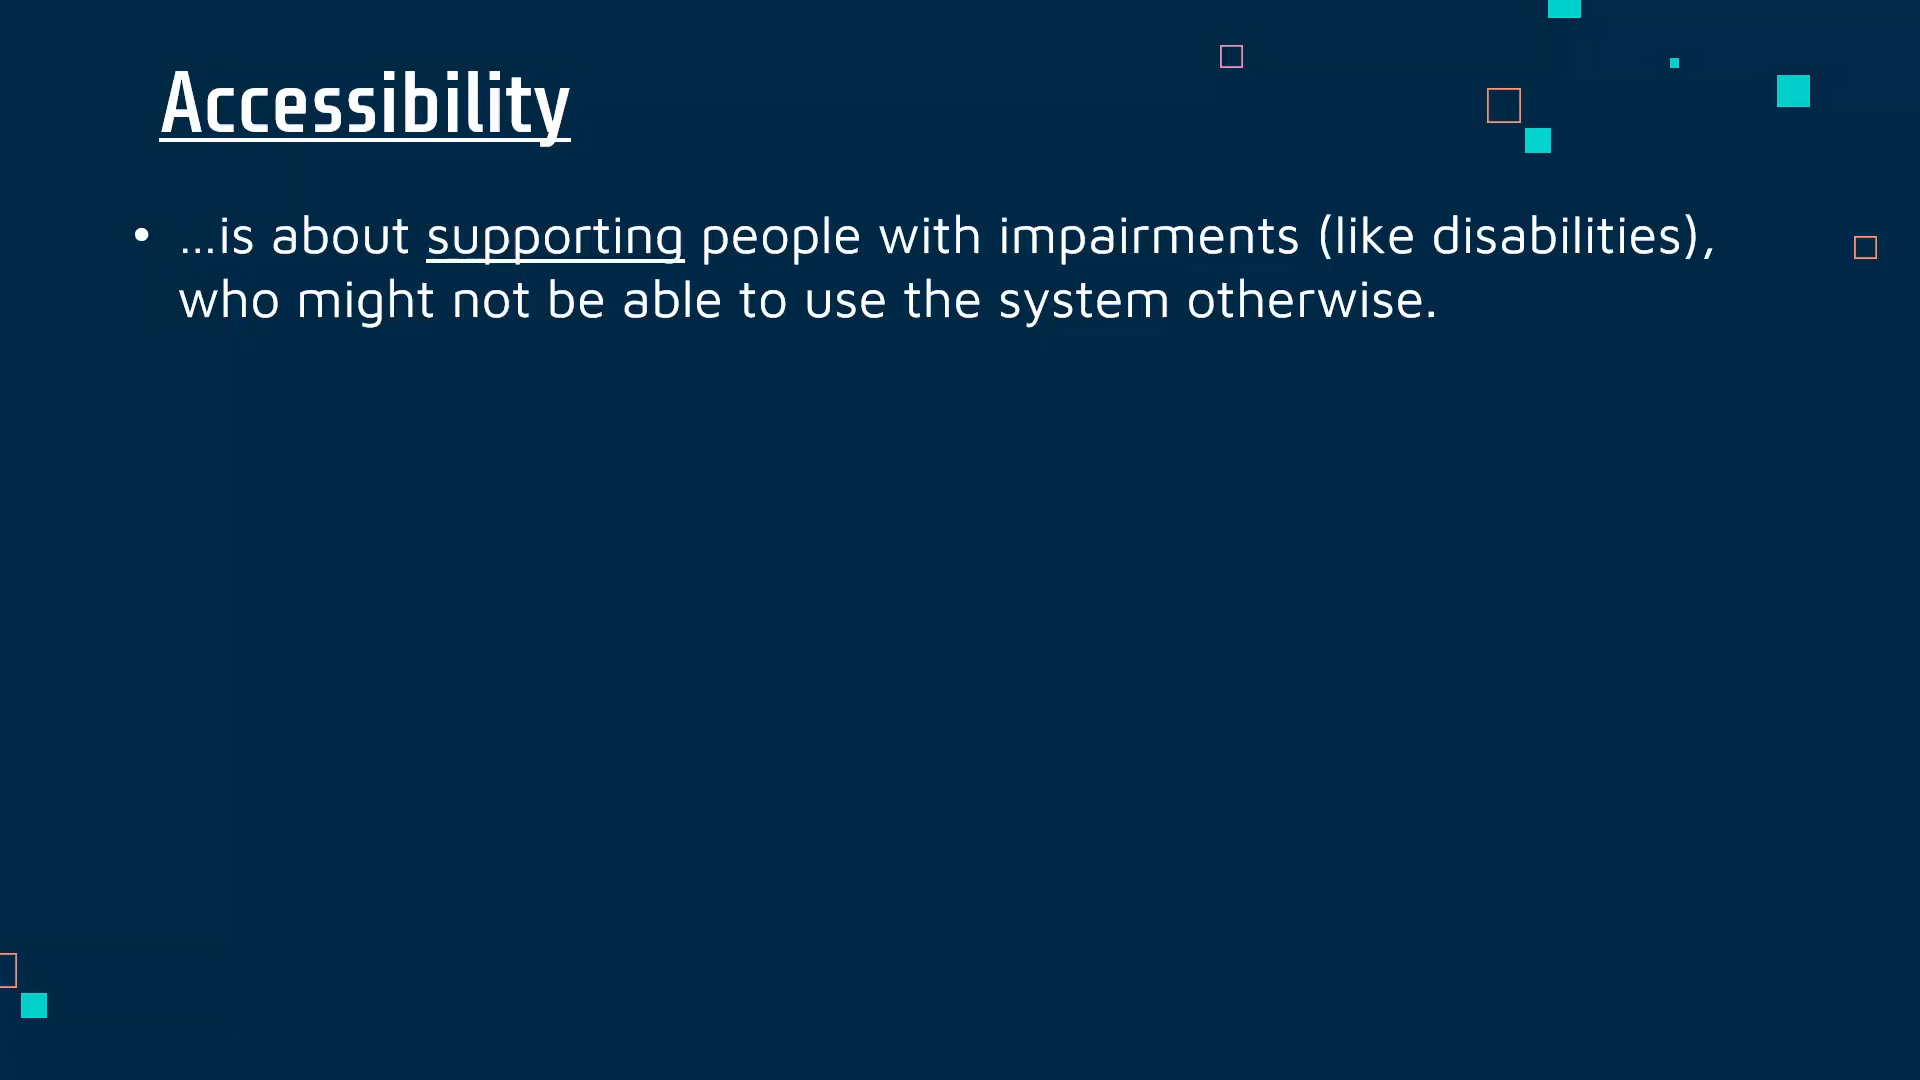 Accessibility
• ...is about supporting people with impairments (like disabilities),
who might not be able to use the system otherwise.